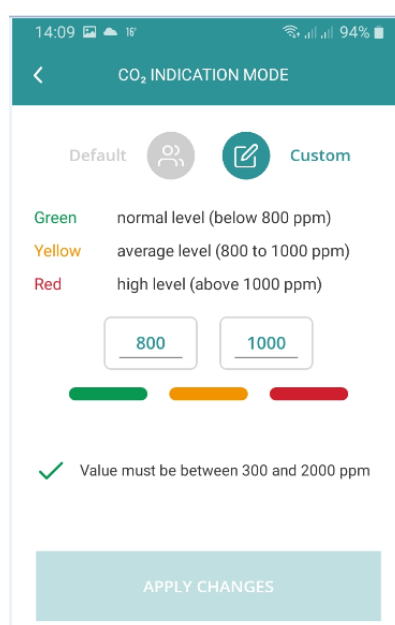 14:09 16° 94%
CO₂ INDICATION MODE
Default Custom
Green normal level (below 800 ppm)
Yellow average level (800 to 1000 ppm)
Red high level (above 1000 ppm)
800 1000
Value must be between 300 and 2000 ppm
APPLY CHANGES